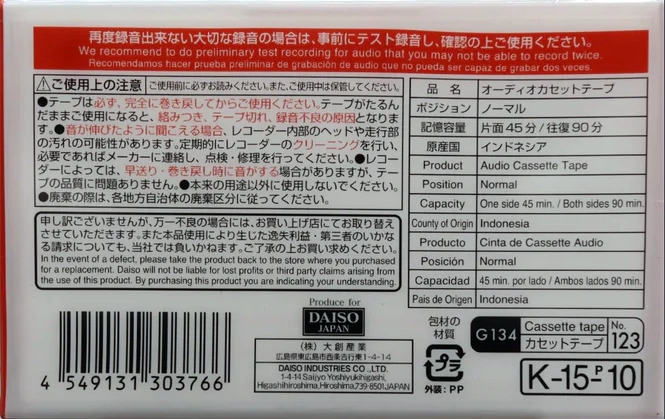 再度録音出来ない大切な録音の場合は、事前にテスト録音し、確認の上ご使用ください。
We recommend to do preliminary test recording for audio that you may not be able to record twice.
Recomendamos hacer prueba preliminar de grabación de audio que no pueda ser capaz de grabar dos veces.
⚠ご使用上の注意 ご使用前に必ずお読みください。また、ご使用中は保管してください。
●テープは必ず、完全に巻き戻してからご使用ください。テープがたるん
だままご使用になると、絡みつき、テープ切れ、録音不良の原因となりま
す。●音が伸びたように聞こえる場合、レコーダー内部のヘッドや走行部
の汚れの可能性があります。定期的にレコーダーのクリーニングを行い、
必要であればメーカーに連絡し、点検・修理を行ってください。●レコー
ダーによっては、早送り・巻き戻し時に音がする場合がありますが、テー
プの品質に問題ありません。●本来の用途以外に使用しないでください。
●廃棄の際は、各地方自治体の廃棄区分に従ってください。
申し訳ございませんが、万一不良の場合には、お買い上げ店にてお取り替え
させていただきます。また本品使用により生じた逸失利益・第三者のいかな
る請求についても、当社では負いかねます。ご了承の上お買い求めください。
In the event of a defect, please take the product back to the store where you purchased
for a replacement. Daiso will not be liable for lost profits or third party claims arising from
the use of this product. By purchasing this product you are indicating your understanding.
品名 オーディオカセットテープ
ポジション ノーマル
記憶容量 片面45分/往復90分
原産国 インドネシア
Product Audio Cassette Tape
Position Normal
Capacity One side 45 min. / Both sides 90 min.
County of Origin Indonesia
Producto Cinta de Cassette Audio
Posición Normal
Capacidad 45 min. por lado / Ambos lados 90 min.
Pais de Origen Indonesia
4 549131 303766
Produce for
DAISO
JAPAN
(株)大創産業
広島県東広島市西条吉行東1-4-14
DAISO INDUSTRIES CO., LTD.
1-4-14 Saijyo Yoshiyukihigashi,
Higashihiroshima, Hiroshima, 739-8501 JAPAN
包材の
材質
プラ
外装:PP
G134 Cassette tape
カセットテープ
No.
123
K-15-P10